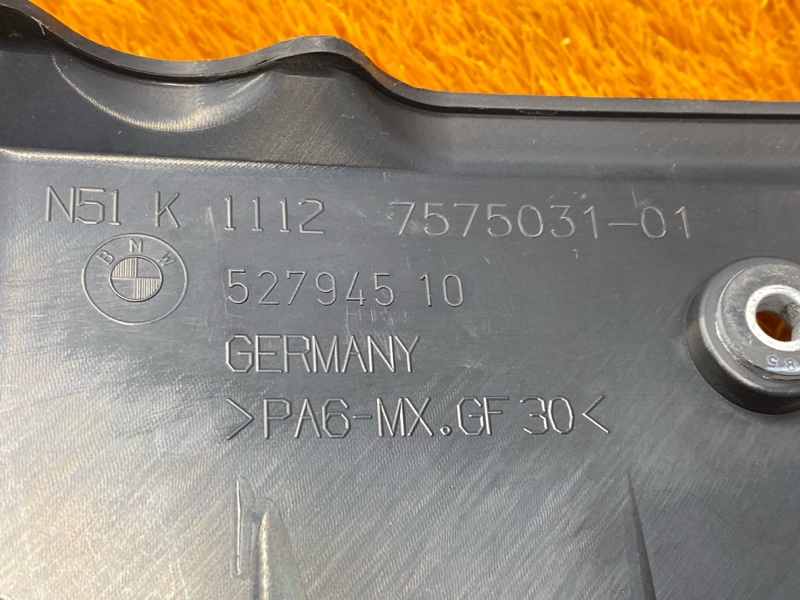 N51 K 1112 7575031-01
BMW
527945 10
GERMANY
>PA6-MX.GF30<